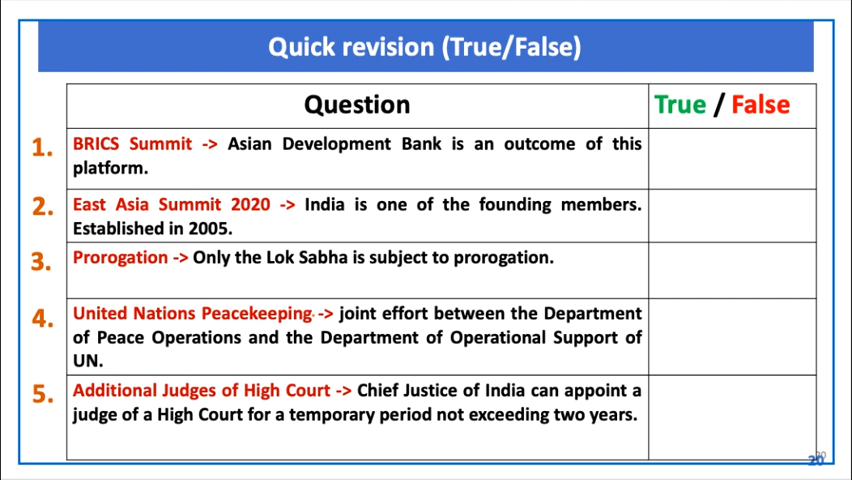 Quick revision (True/False)
Question
True / False
1. BRICS Summit -> Asian Development Bank is an outcome of this
platform.
2. East Asia Summit 2020 -> India is one of the founding members.
Established in 2005.
3. Prorogation -> Only the Lok Sabha is subject to prorogation.
4. United Nations Peacekeeping -> joint effort between the Department
of Peace Operations and the Department of Operational Support of
UN.
5. Additional Judges of High Court -> Chief Justice of India can appoint a
judge of a High Court for a temporary period not exceeding two years.
20
20